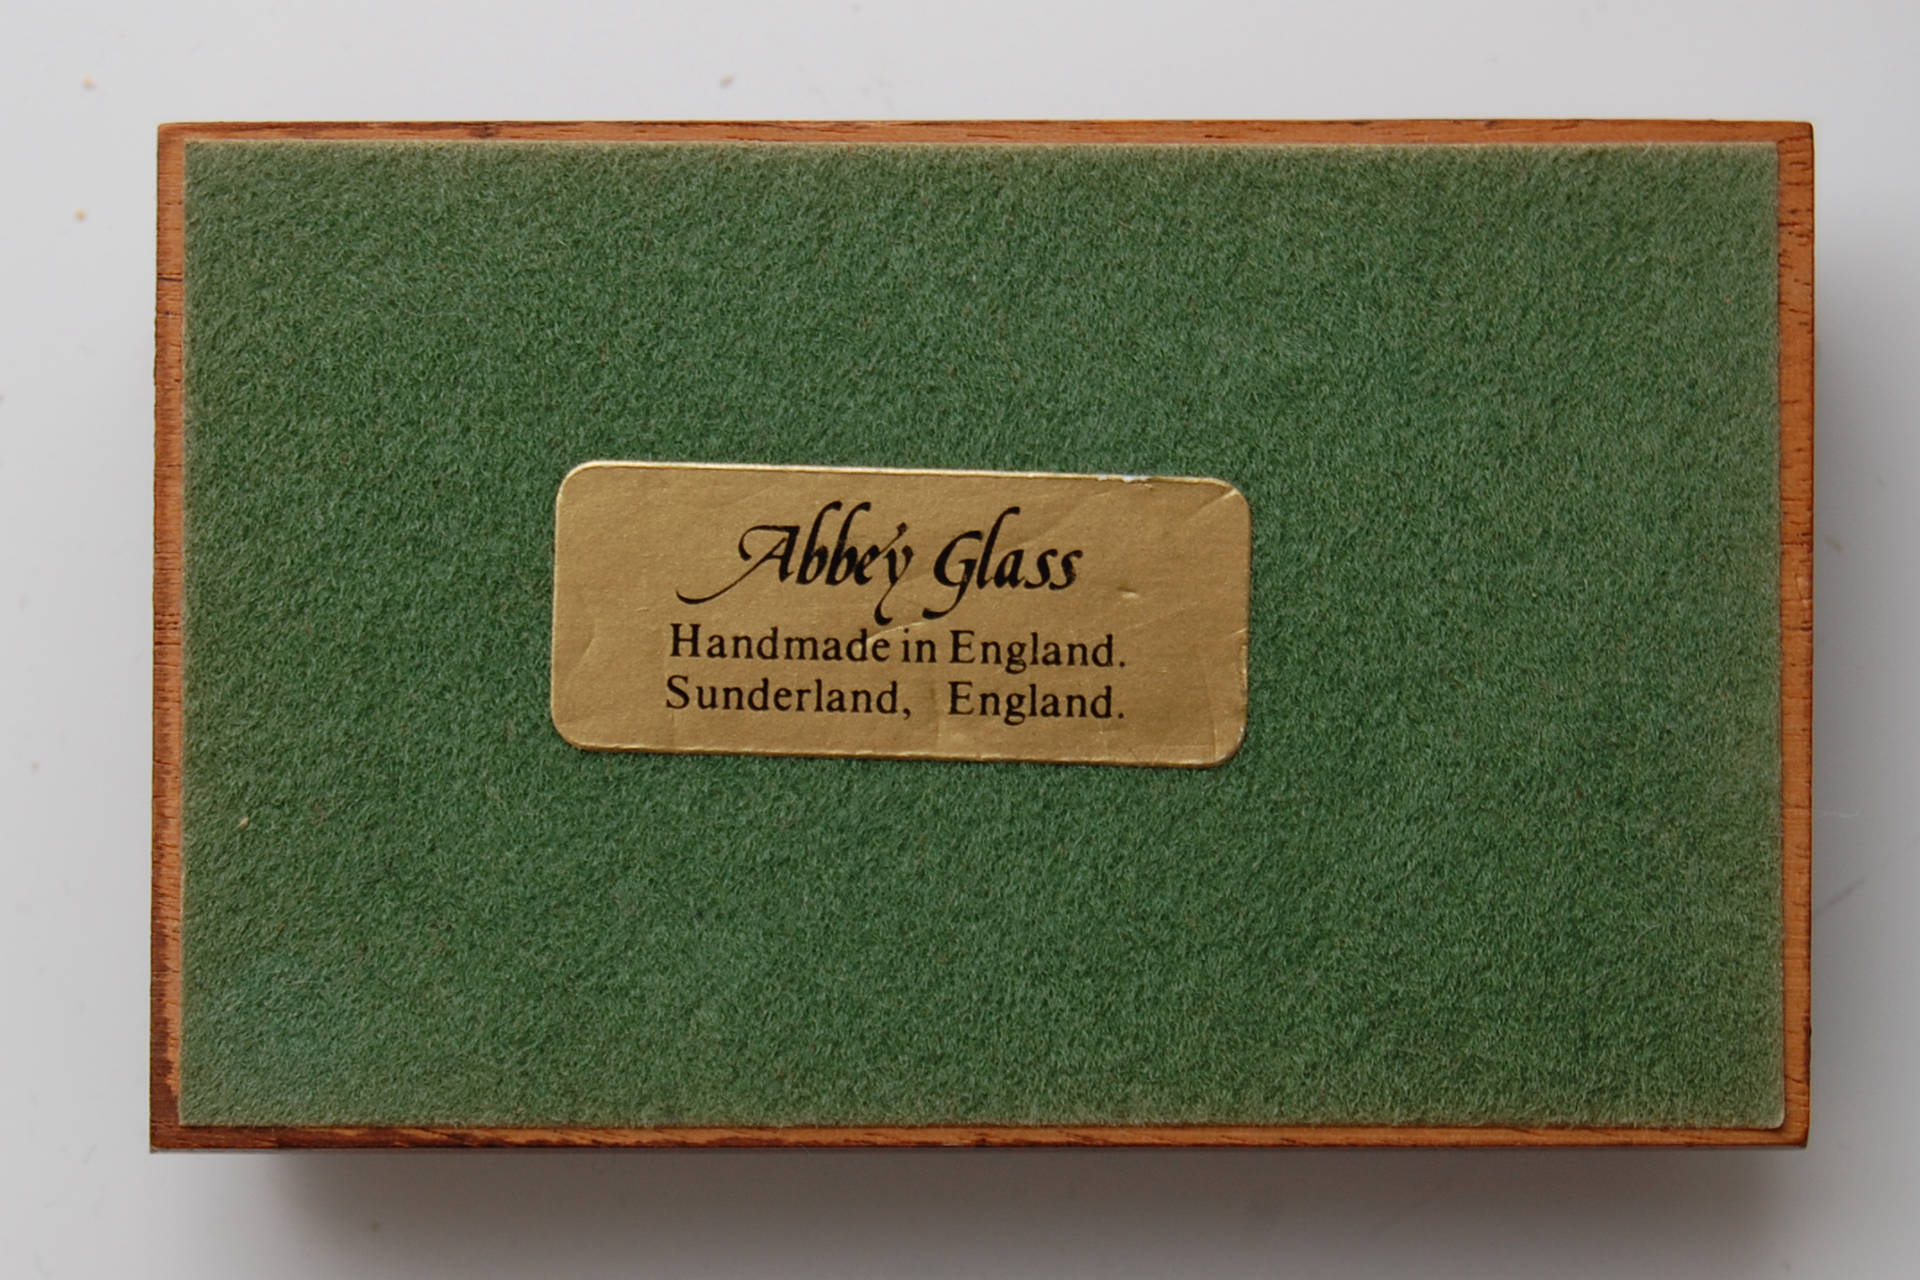 Abbey Glass
Handmade in England.
Sunderland, England.